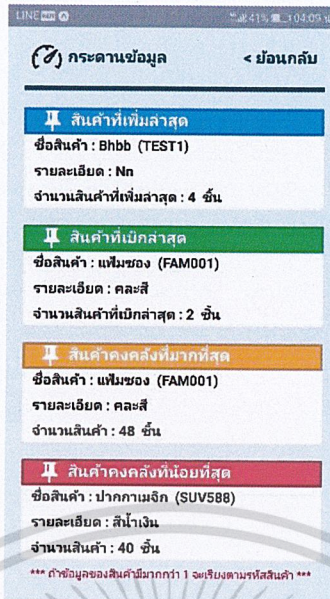 LINE
41% 04:09 น
กระดานข้อมูล < ย้อนกลับ
สินค้าที่เพิ่มล่าสุด
ชื่อสินค้า : Bhbb (TEST1)
รายละเอียด : Nn
จำนวนสินค้าที่เพิ่มล่าสุด : 4 ชิ้น
สินค้าที่เบิกล่าสุด
ชื่อสินค้า : แฟ้มซอง (FAM001)
รายละเอียด : คละสี
จำนวนสินค้าที่เบิกล่าสุด : 2 ชิ้น
สินค้าคงคลังที่มากที่สุด
ชื่อสินค้า : แฟ้มซอง (FAM001)
รายละเอียด : คละสี
จำนวนสินค้า : 48 ชิ้น
สินค้าคงคลังที่น้อยที่สุด
ชื่อสินค้า : ปากกาเมจิก (SUV588)
รายละเอียด : สีน้ำเงิน
จำนวนสินค้า : 40 ชิ้น
*** ถ้าข้อมูลของสินค้ามีมากกว่า 1 จะเรียงตามรหัสสินค้า ***